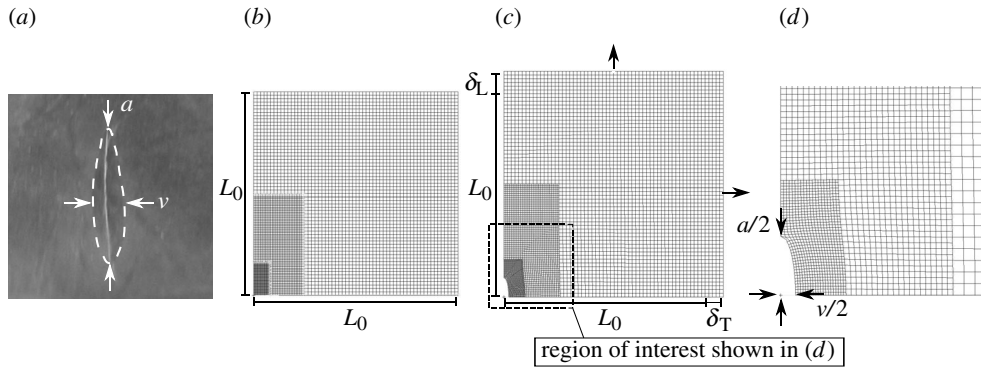 (a)
(b)
(c)
(d)
a
v
L0
L0
δL
L0
L0
δT
a/2
v/2
region of interest shown in (d)